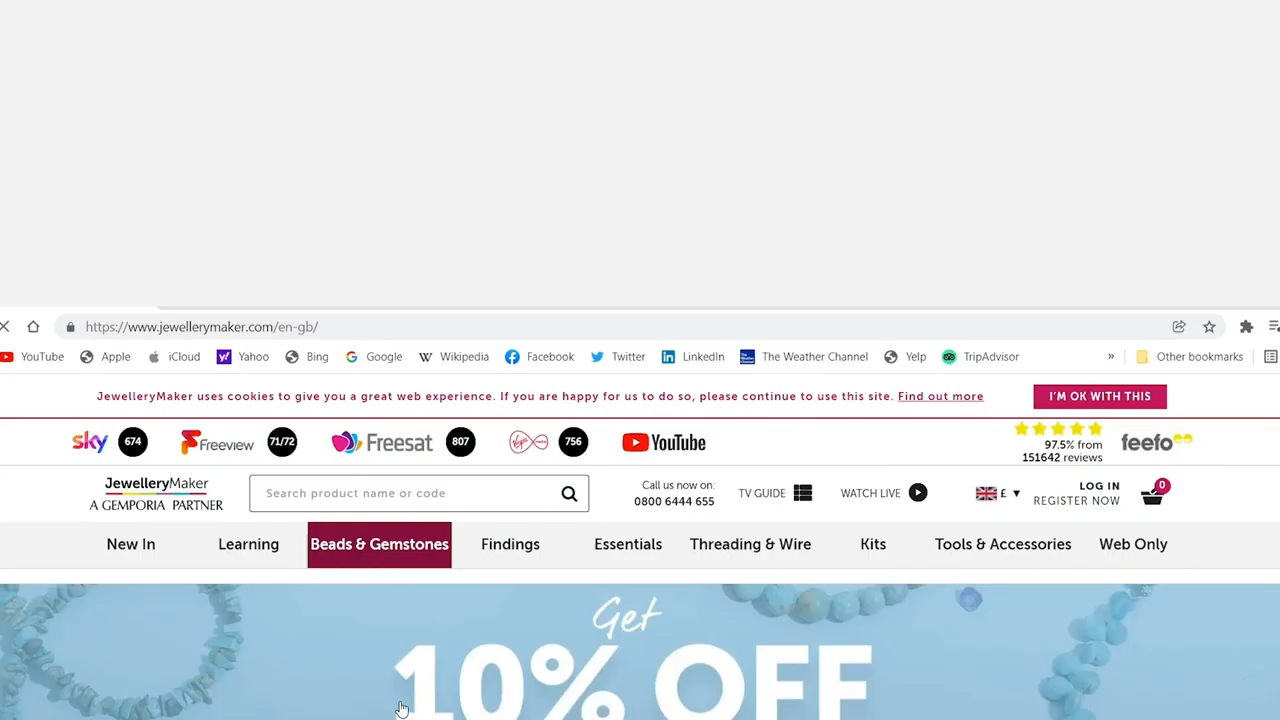 https://www.jewellerymaker.com/en-gb/
YouTube Apple iCloud Yahoo Bing Google Wikipedia Facebook Twitter LinkedIn The Weather Channel Yelp TripAdvisor » Other bookmarks
JewelleryMaker uses cookies to give you a great web experience. If you are happy for us to do so, please continue to use this site. Find out more I'M OK WITH THIS
sky 674 Freeview 71/72 Freesat 807 Virgin media 756 YouTube 97.5% from 151642 reviews feefo
JewelleryMaker
A GEMPORIA PARTNER
Search product name or code
Call us now on:
0800 6444 655
TV GUIDE WATCH LIVE £ ▼
LOG IN
REGISTER NOW
0
New In Learning Beads & Gemstones Findings Essentials Threading & Wire Kits Tools & Accessories Web Only
Get
10% OFF